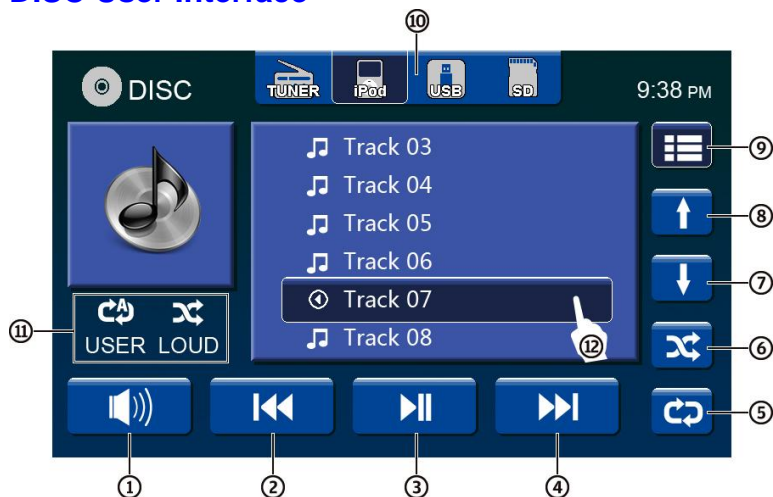 DISC User Interface
⑩
DISC
TUNER iPod USB SD
9:38 PM
Track 03
⑨
Track 04
Track 05
⑧
Track 06
Track 07
⑦
⑪
USER LOUD
Track 08
⑫
⑥
⑤
① ② ③ ④